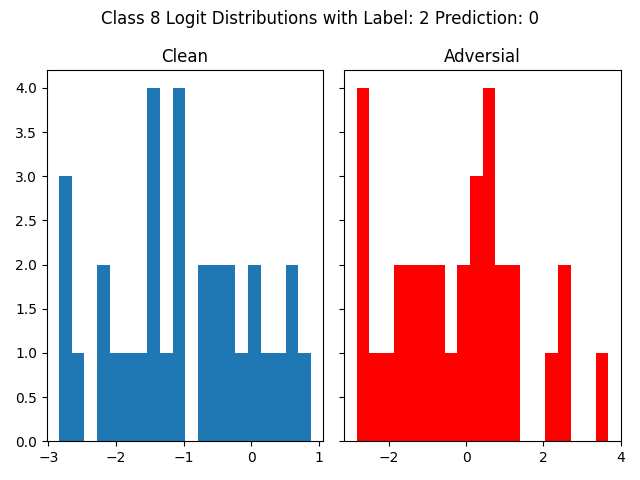 Class 8 Logit Distributions with Label: 2 Prediction: 0
Clean
Adversial
4.0
3.5
3.0
2.5
2.0
1.5
1.0
0.5
0.0
−3 −2 −1 0 1
−2 0 2 4